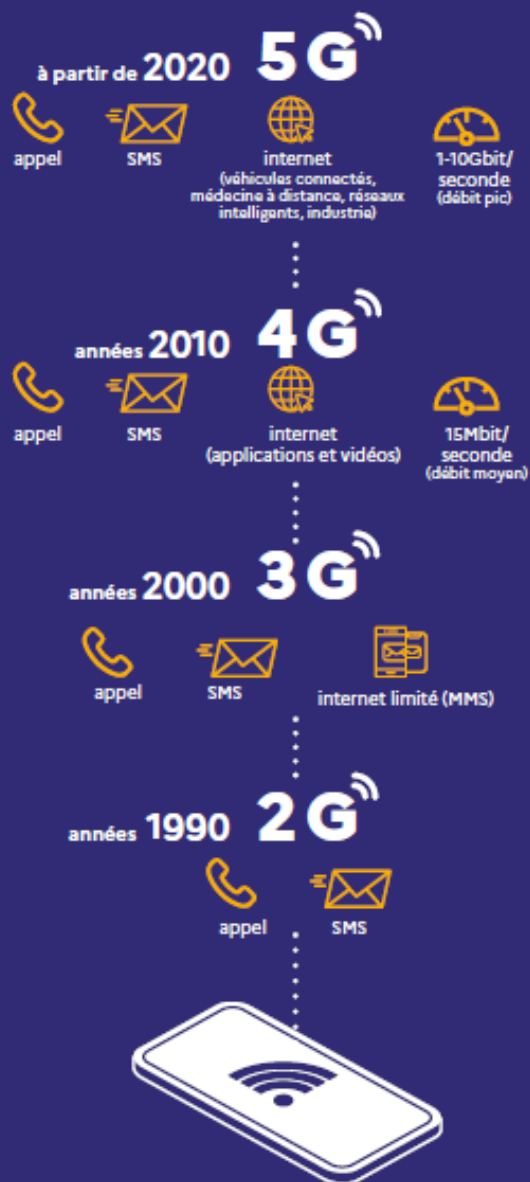 à partir de 2020 5G
appel
SMS
internet
(véhicules connectés,
médecine à distance, réseaux
intelligents, industrie)
1-10Gbit/
seconde
(débit pic)
années 2010 4G
appel
SMS
internet
(applications et vidéos)
15Mbit/
seconde
(débit moyen)
années 2000 3G
appel
SMS
internet limité (MMS)
années 1990 2G
appel
SMS